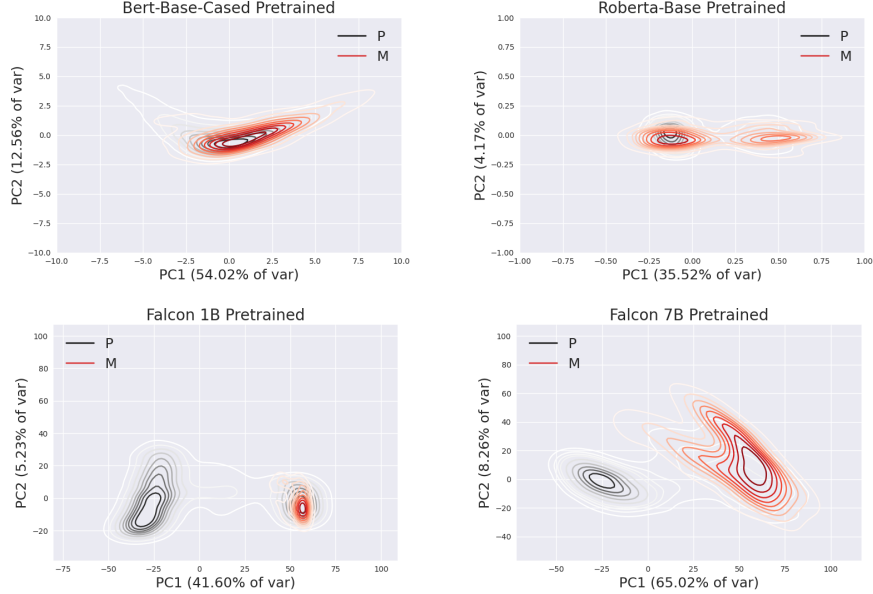 Bert-Base-Cased Pretrained
10.0
7.5
5.0
2.5
0.0
−2.5
−5.0
−7.5
−10.0
PC2 (12.56% of var)
P
M
−10.0 −7.5 −5.0 −2.5 0.0 2.5 5.0 7.5 10.0
PC1 (54.02% of var)
Roberta-Base Pretrained
1.00
0.75
0.50
0.25
0.00
−0.25
−0.50
−0.75
−1.00
PC2 (4.17% of var)
P
M
−1.00 −0.75 −0.50 −0.25 0.00 0.25 0.50 0.75 1.00
PC1 (35.52% of var)
Falcon 1B Pretrained
100
80
60
40
20
0
−20
PC2 (5.23% of var)
P
M
−75 −50 −25 0 25 50 75 100
PC1 (41.60% of var)
Falcon 7B Pretrained
100
80
60
40
20
0
−20
−40
PC2 (8.26% of var)
P
M
−50 −25 0 25 50 75 100 125
PC1 (65.02% of var)